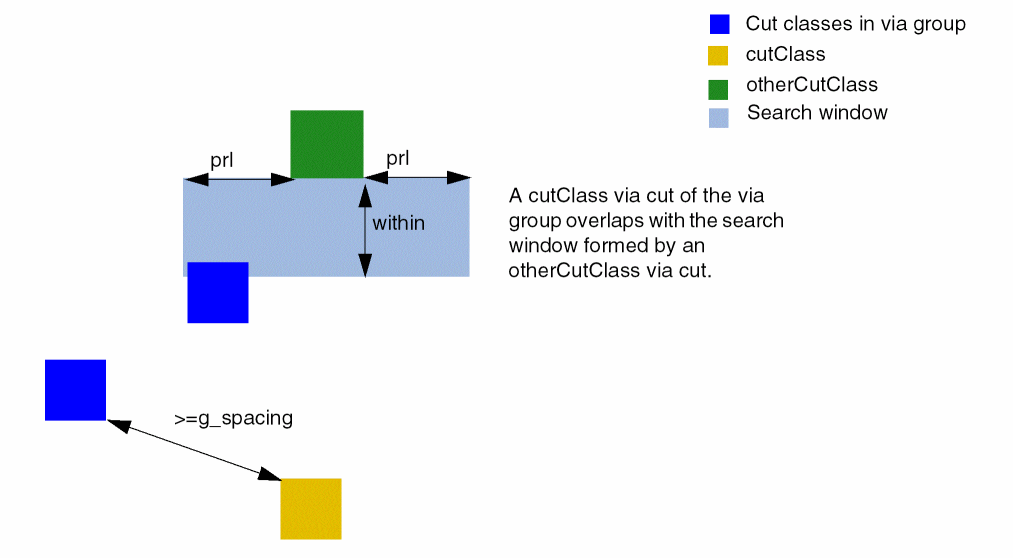 Cut classes in via group
cutClass
otherCutClass
Search window
prl
prl
within
A cutClass via cut of the via
group overlaps with the search
window formed by an
otherCutClass via cut.
>=g_spacing